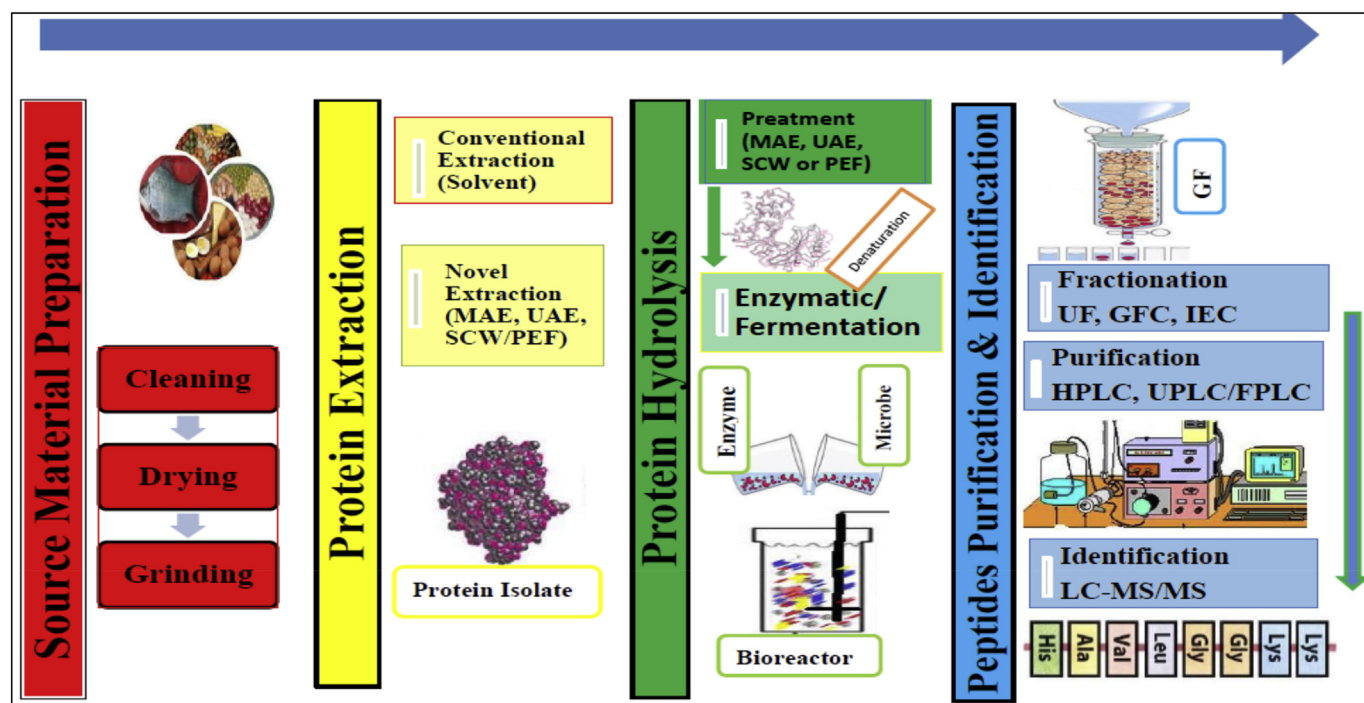 Source Material Preparation
Cleaning
Drying
Grinding
Protein Extraction
Conventional
Extraction
(Solvent)
Novel
Extraction
(MAE, UAE,
SCW/PEF)
Protein Isolate
Protein Hydrolysis
Preatment
(MAE, UAE,
SCW or PEF)
Denaturation
Enzymatic/
Fermentation
Enzyme
Microbe
Bioreactor
Peptides Purification & Identification
GF
Fractionation
UF, GFC, IEC
Purification
HPLC, UPLC/FPLC
Identification
LC-MS/MS
His
Ala
Val
Leu
Gly
Gly
Lys
Lys